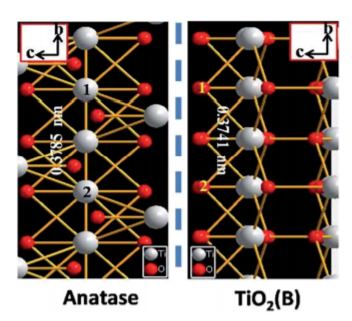 b
c
1
0.3785 nm
2
Ti
O
Anatase
b
c
1
0.3741 nm
2
Ti
O
TiO₂(B)